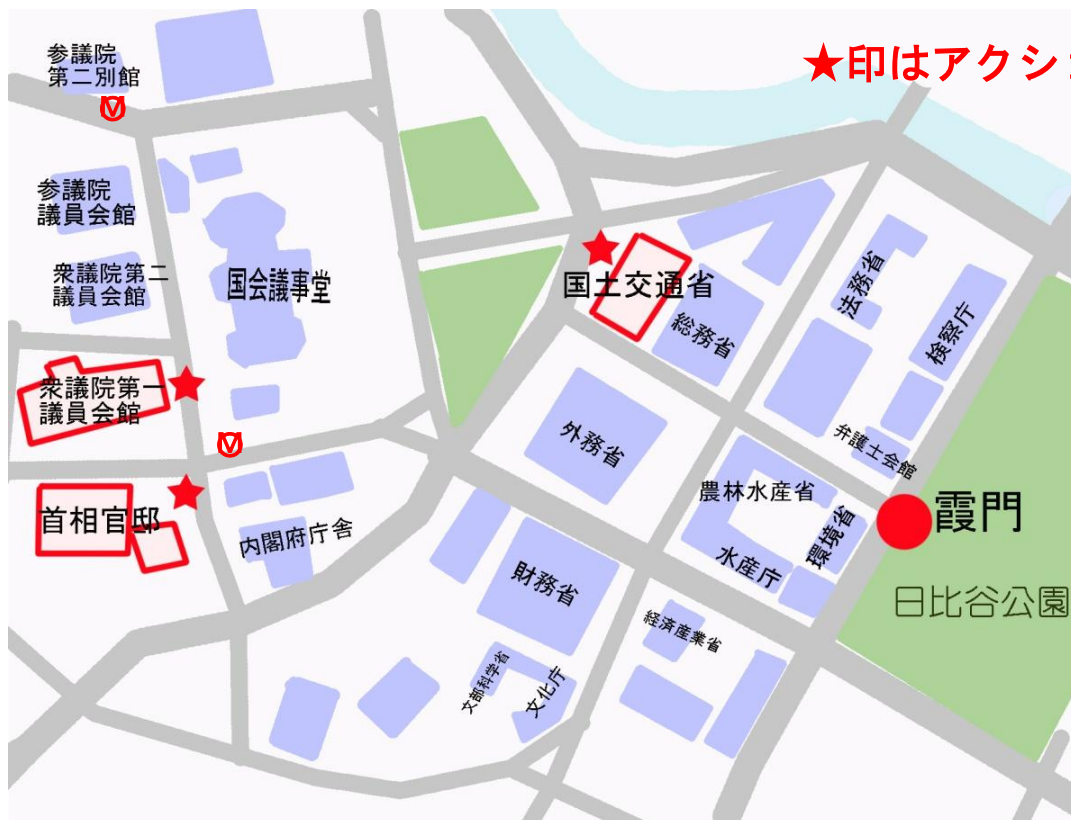 ★印はアクシ
参議院
第二別館
参議院
議員会館
衆議院第二
議員会館
国会議事堂
国土交通省
総務省
法務省
検察庁
衆議院第一
議員会館
外務省
弁護士会館
農林水産省
霞門
首相官邸
内閣府庁舎
環境省
水産庁
財務省
日比谷公園
経済産業省
文部科学省
文化庁